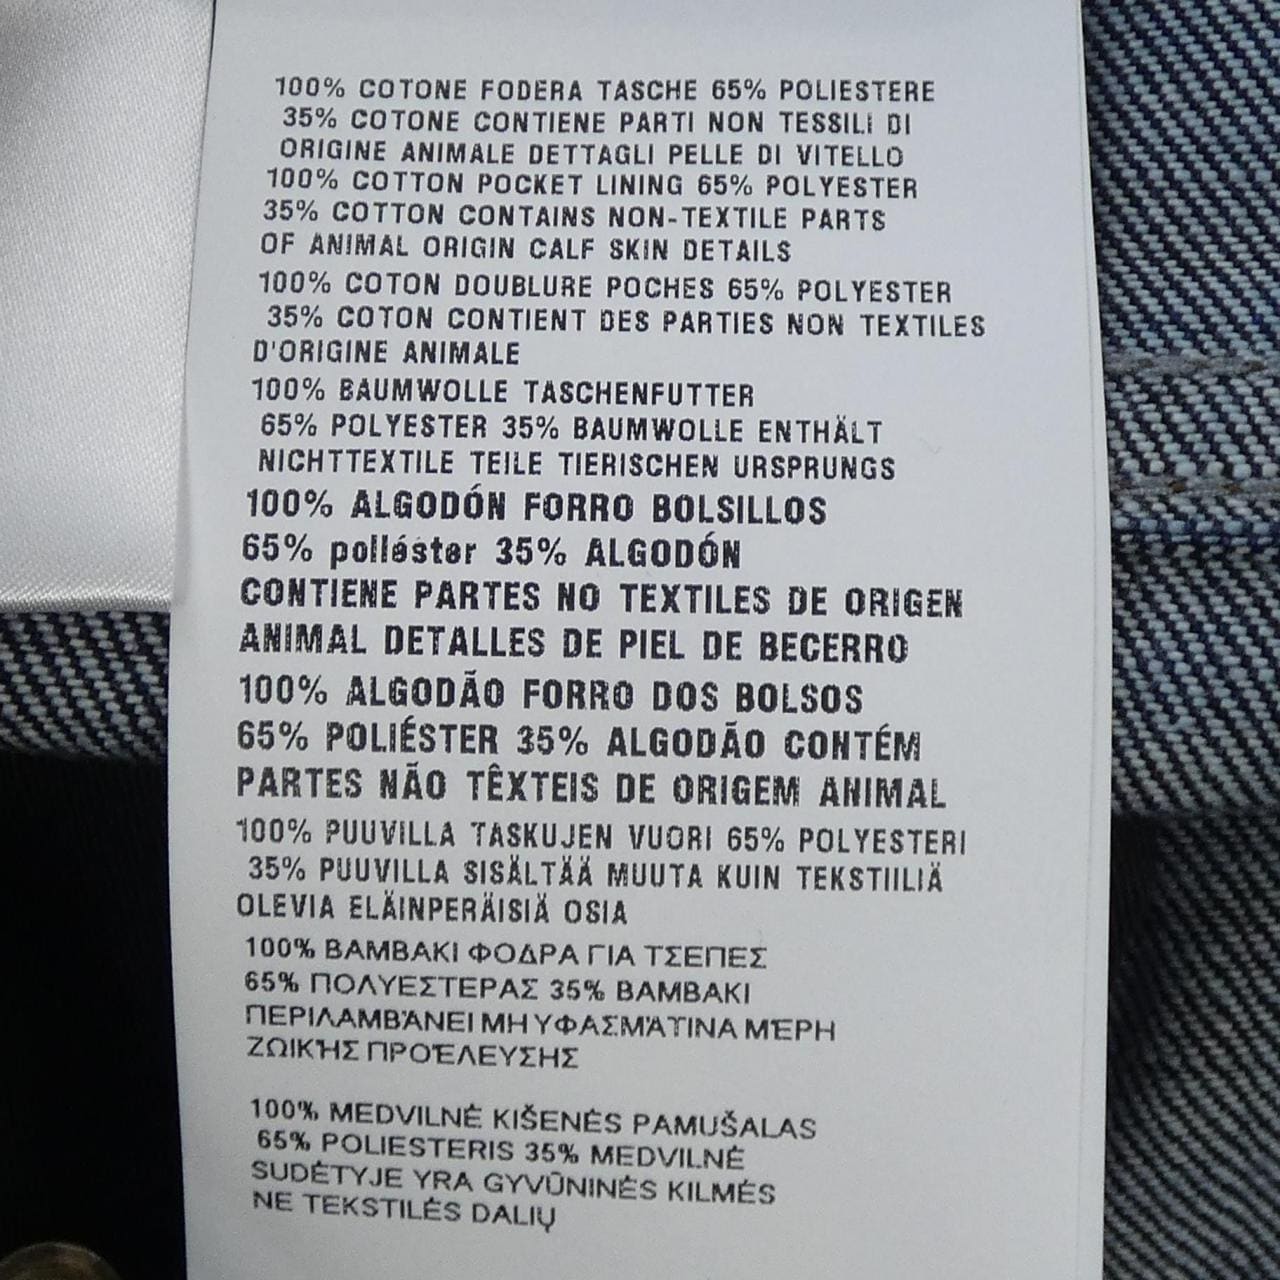 100% COTONE FODERA TASCHE 65% POLIESTERE
35% COTONE CONTIENE PARTI NON TESSILI DI
ORIGINE ANIMALE DETTAGLI PELLE DI VITELLO
100% COTTON POCKET LINING 65% POLYESTER
35% COTTON CONTAINS NON-TEXTILE PARTS
OF ANIMAL ORIGIN CALF SKIN DETAILS
100% COTON DOUBLURE POCHES 65% POLYESTER
35% COTON CONTIENT DES PARTIES NON TEXTILES
D'ORIGINE ANIMALE
100% BAUMWOLLE TASCHENFUTTER
65% POLYESTER 35% BAUMWOLLE ENTHÄLT
NICHTTEXTILE TEILE TIERISCHEN URSPRUNGS
100% ALGODÓN FORRO BOLSILLOS
65% poliéster 35% ALGODÓN
CONTIENE PARTES NO TEXTILES DE ORIGEN
ANIMAL DETALLES DE PIEL DE BECERRO
100% ALGODÃO FORRO DOS BOLSOS
65% POLIÉSTER 35% ALGODÃO CONTÉM
PARTES NÃO TÊXTEIS DE ORIGEM ANIMAL
100% PUUVILLA TASKUJEN VUORI 65% POLYESTERI
35% PUUVILLA SISÄLTÄÄ MUUTA KUIN TEKSTIILIÄ
OLEVIA ELÄINPERÄISIÄ OSIA
100% ΒΑΜΒΑΚΙ ΦΟΔΡΑ ΓΙΑ ΤΣΕΠΕΣ
65% ΠΟΛΥΕΣΤΕΡΑΣ 35% ΒΑΜΒΑΚΙ
ΠΕΡΙΛΑΜΒΆΝΕΙ ΜΗ ΥΦΑΣΜΆΤΙΝΑ ΜΈΡΗ
ΖΩΙΚΉΣ ΠΡΟΈΛΕΥΣΗΣ
100% MEDVILNĖ KIŠENĖS PAMUŠALAS
65% POLIESTERIS 35% MEDVILNĖ
SUDĖTYJE YRA GYVŪNINĖS KILMĖS
NE TEKSTILĖS DALIŲ